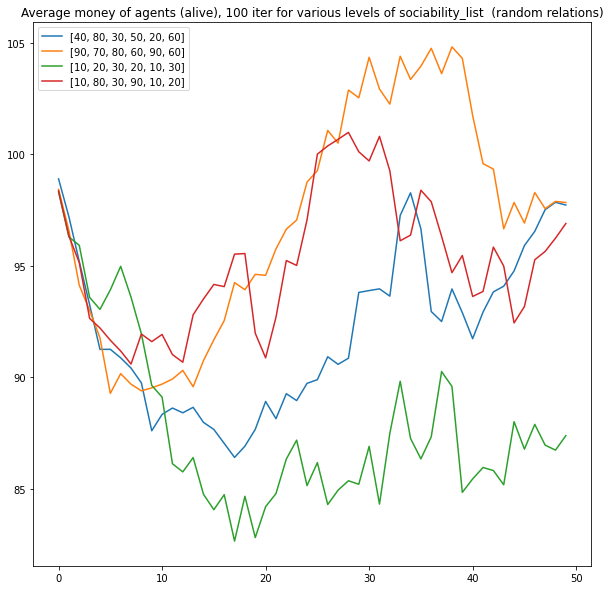 Average money of agents (alive), 100 iter for various levels of sociability_list  (random relations)
[40, 80, 30, 50, 20, 60]
[90, 70, 80, 60, 90, 60]
[10, 20, 30, 20, 10, 30]
[10, 80, 30, 90, 10, 20]
105
100
95
90
85
0 10 20 30 40 50